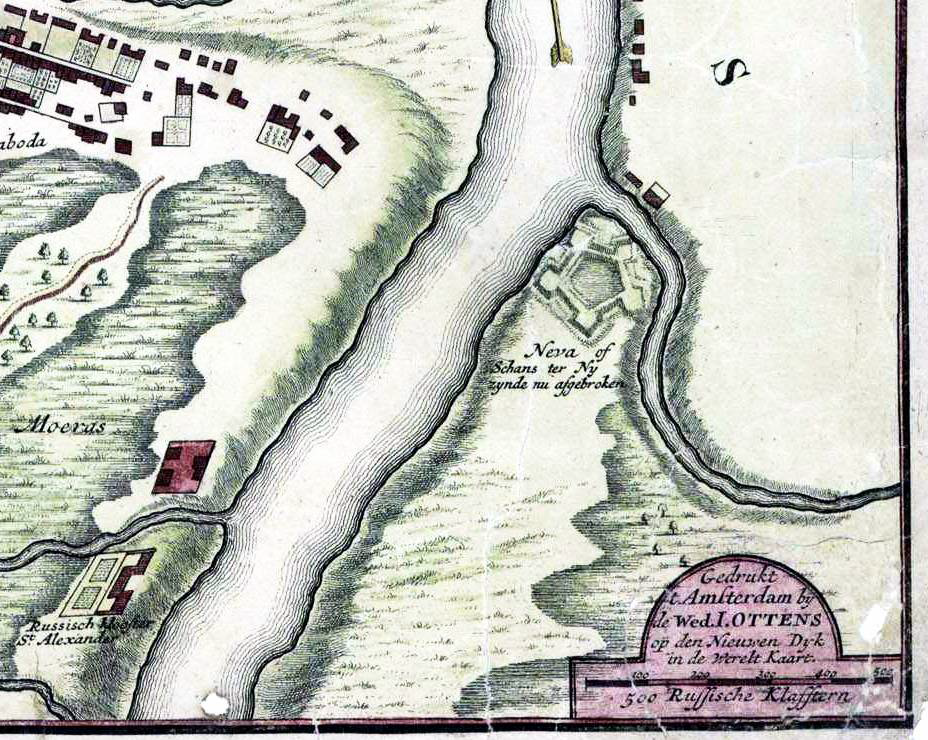 S
aboda
Neva of
Schans ter Ny
zynde nu afgebroken
Moeras
Russisch Klooster
St. Alexander
Gedrukt
t'Amsterdam by
de Wed. I. OTTENS
op den Nieuwen Dyk
in de Werelt Kaart.
100 200 300 400 500
500 Russische Klafftern